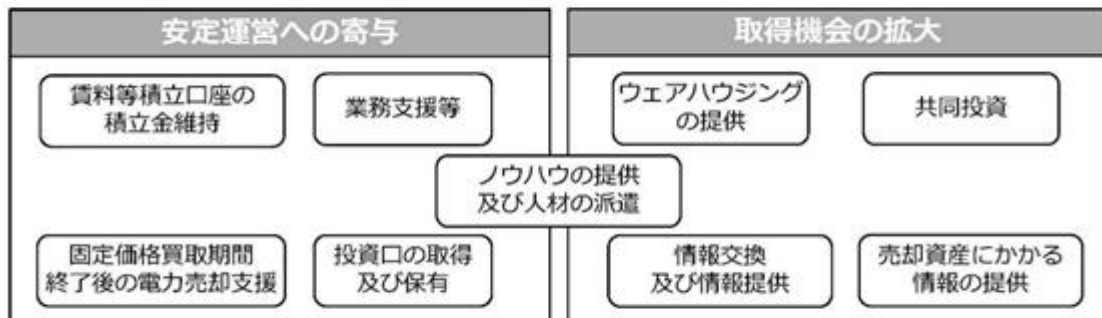 安定運営への寄与
賃料等積立口座の
積立金維持
業務支援等
固定価格買取期間
終了後の電力売却支援
投資口の取得
及び保有
ノウハウの提供
及び人材の派遣
取得機会の拡大
ウェアハウジング
の提供
共同投資
情報交換
及び情報提供
売却資産にかかる
情報の提供